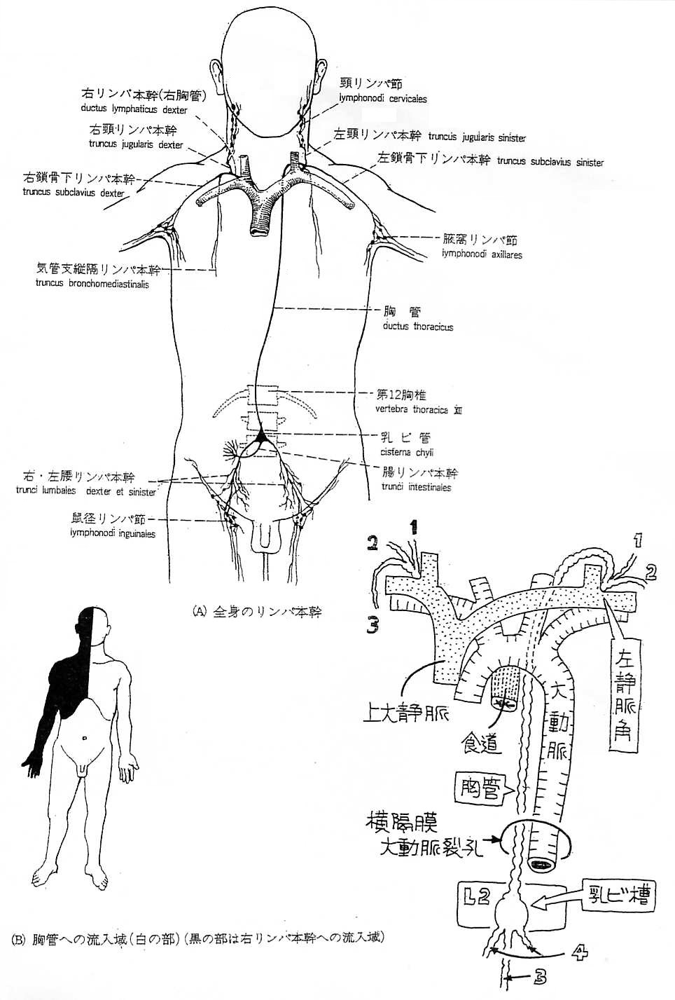 右リンパ本幹(右胸管)
ductus lymphaticus dexter
右頸リンパ本幹
truncus jugularis dexter
右鎖骨下リンパ本幹
truncus subclavius dexter
気管支縦隔リンパ本幹
truncus bronchomediastinalis
右・左腰リンパ本幹
trunci lumbales dexter et sinister
鼠径リンパ節
lymphonodi inguinales
頸リンパ節
lymphonodi cervicales
左頸リンパ本幹 truncus jugularis sinister
左鎖骨下リンパ本幹 truncus subclavius sinister
腋窩リンパ節
lymphonodi axillares
胸 管
ductus thoracicus
第12胸椎
vertebra thoracica XII
乳ビ管
cisterna chyli
腸リンパ本幹
trunci intestinales
(A) 全身のリンパ本幹
(B) 胸管への流入域(白の部)(黒の部は右リンパ本幹への流入域)
1
2
3
1
2
左静脈角
上大静脈
食道
大動脈
胸管
横隔膜
大動脈裂孔
L2
乳ビ槽
4
3